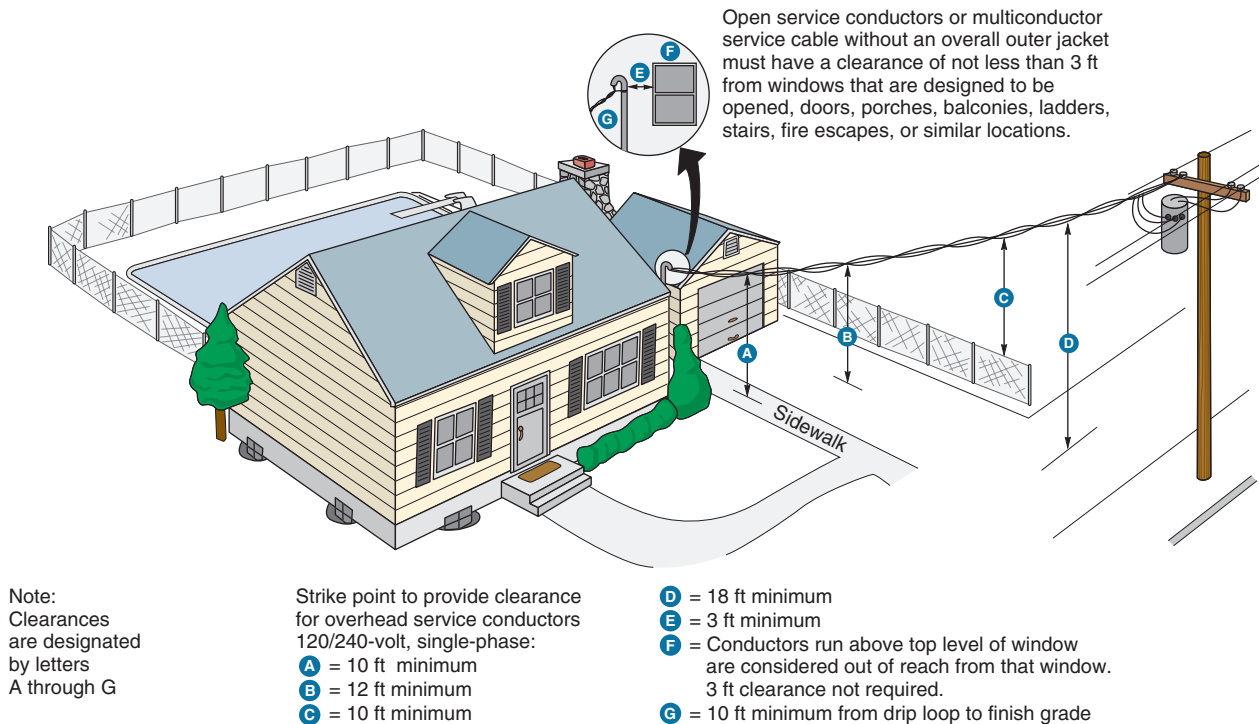 Open service conductors or multiconductor
service cable without an overall outer jacket
must have a clearance of not less than 3 ft
from windows that are designed to be
opened, doors, porches, balconies, ladders,
stairs, fire escapes, or similar locations.
F
E
G
A
B
C
D
Sidewalk
Note:
Clearances
are designated
by letters
A through G
Strike point to provide clearance
for overhead service conductors
120/240-volt, single-phase:
A = 10 ft minimum
B = 12 ft minimum
C = 10 ft minimum
D = 18 ft minimum
E = 3 ft minimum
F = Conductors run above top level of window
are considered out of reach from that window.
3 ft clearance not required.
G = 10 ft minimum from drip loop to finish grade